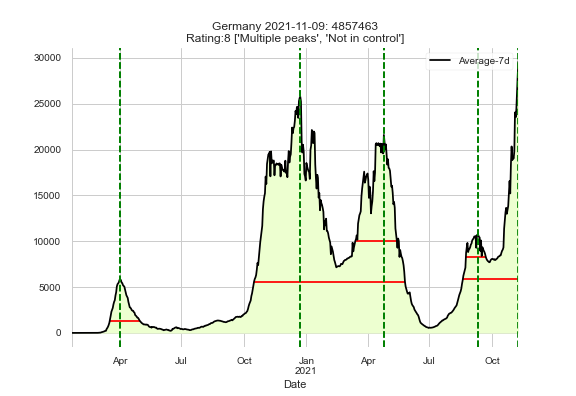 Germany 2021-11-09: 4857463
Rating:8 ['Multiple peaks', 'Not in control']
Average-7d
30000
25000
20000
15000
10000
5000
0
Apr Jul Oct Jan Apr Jul Oct
2021
Date